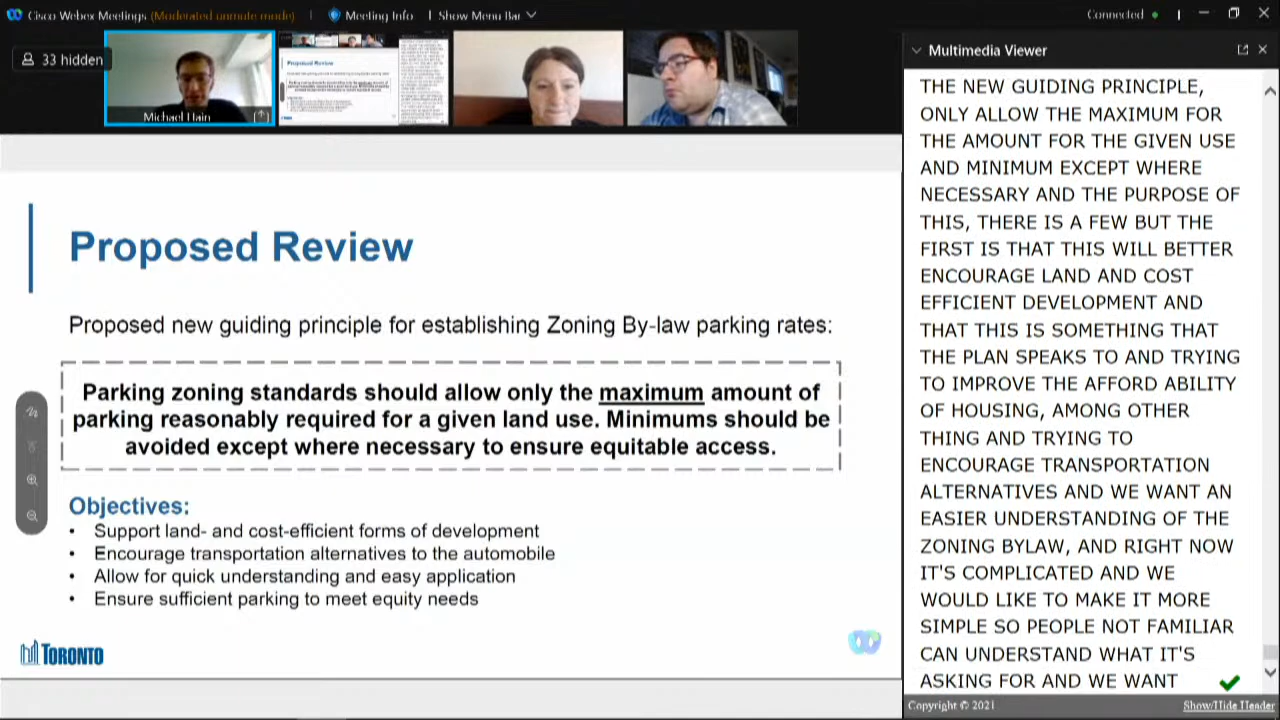 Cisco Webex Meetings (Moderated unmute mode) | Meeting Info | Show Menu Bar
Connected
33 hidden
Michael Hain
Proposed Review
Multimedia Viewer
Proposed Review
Proposed new guiding principle for establishing Zoning By-law parking rates:
Parking zoning standards should allow only the maximum amount of
parking reasonably required for a given land use. Minimums should be
avoided except where necessary to ensure equitable access.
Objectives:
• Support land- and cost-efficient forms of development
• Encourage transportation alternatives to the automobile
• Allow for quick understanding and easy application
• Ensure sufficient parking to meet equity needs
TORONTO
THE NEW GUIDING PRINCIPLE,
ONLY ALLOW THE MAXIMUM FOR
THE AMOUNT FOR THE GIVEN USE
AND MINIMUM EXCEPT WHERE
NECESSARY AND THE PURPOSE OF
THIS, THERE IS A FEW BUT THE
FIRST IS THAT THIS WILL BETTER
ENCOURAGE LAND AND COST
EFFICIENT DEVELOPMENT AND
THAT THIS IS SOMETHING THAT
THE PLAN SPEAKS TO AND TRYING
TO IMPROVE THE AFFORD ABILITY
OF HOUSING, AMONG OTHER
THING AND TRYING TO
ENCOURAGE TRANSPORTATION
ALTERNATIVES AND WE WANT AN
EASIER UNDERSTANDING OF THE
ZONING BYLAW, AND RIGHT NOW
IT'S COMPLICATED AND WE
WOULD LIKE TO MAKE IT MORE
SIMPLE SO PEOPLE NOT FAMILIAR
CAN UNDERSTAND WHAT IT'S
ASKING FOR AND WE WANT
Copyright © 2021
Show/Hide Header